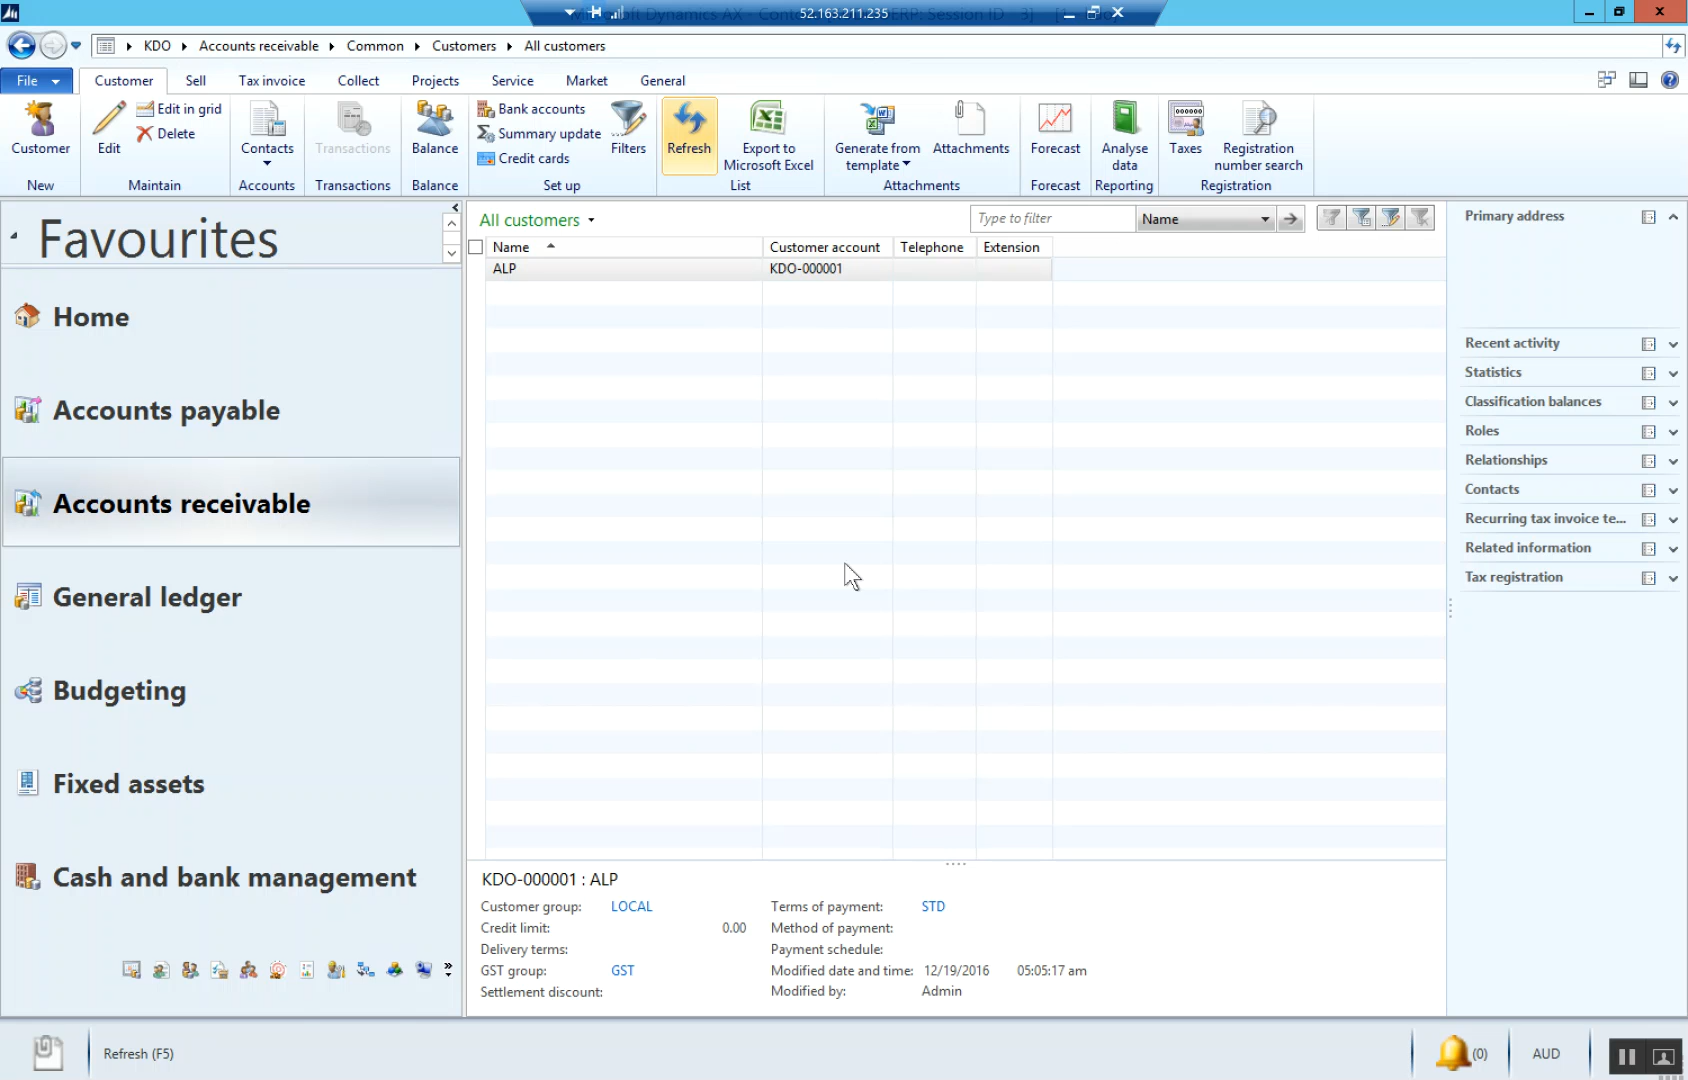 52.163.211.235
KDO Accounts receivable Common Customers All customers
File Customer Sell Tax invoice Collect Projects Service Market General
Customer
New
Edit
Edit in grid
Delete
Maintain
Contacts
Accounts
Transactions
Transactions
Balance
Balance
Bank accounts
Summary update
Credit cards
Filters
Set up
Refresh
Export to
Microsoft Excel
List
Generate from
template
Attachments
Attachments
Forecast
Forecast
Analyse
data
Reporting
Taxes
Registration
number search
Registration
Favourites
Home
Accounts payable
Accounts receivable
General ledger
Budgeting
Fixed assets
Cash and bank management
All customers
Type to filter
Name
Name Customer account Telephone Extension
ALP KDO-000001
KDO-000001 : ALP
Customer group: LOCAL
Credit limit: 0.00
Delivery terms:
GST group: GST
Settlement discount:
Terms of payment: STD
Method of payment:
Payment schedule:
Modified date and time: 12/19/2016 05:05:17 am
Modified by: Admin
Primary address
Recent activity
Statistics
Classification balances
Roles
Relationships
Contacts
Recurring tax invoice te...
Related information
Tax registration
Refresh (F5)
(0)
AUD